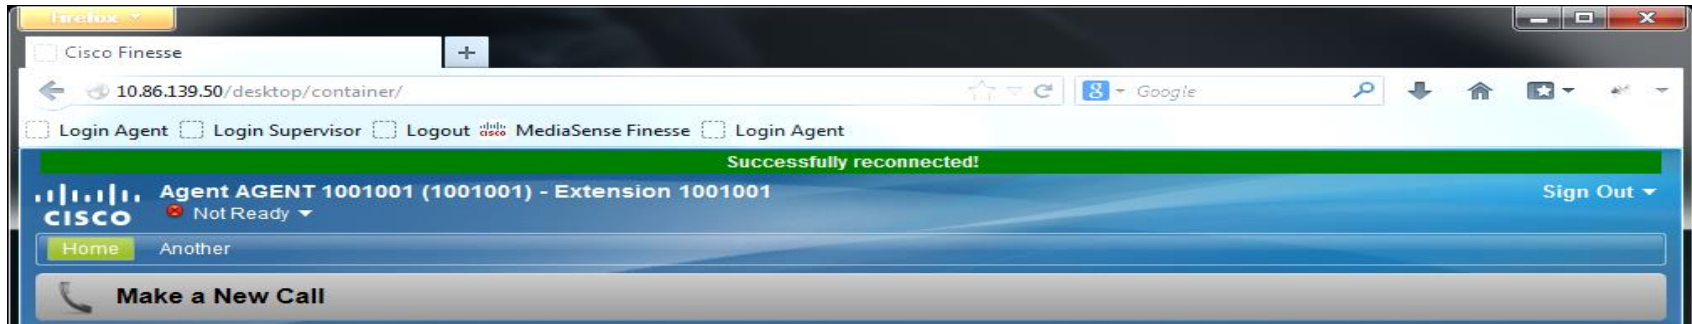 Firefox
Cisco Finesse
10.86.139.50/desktop/container/
Google
Login Agent Login Supervisor Logout cisco MediaSense Finesse Login Agent
Successfully reconnected!
Agent AGENT 1001001 (1001001) - Extension 1001001
Sign Out
CISCO
Not Ready
Home Another
Make a New Call